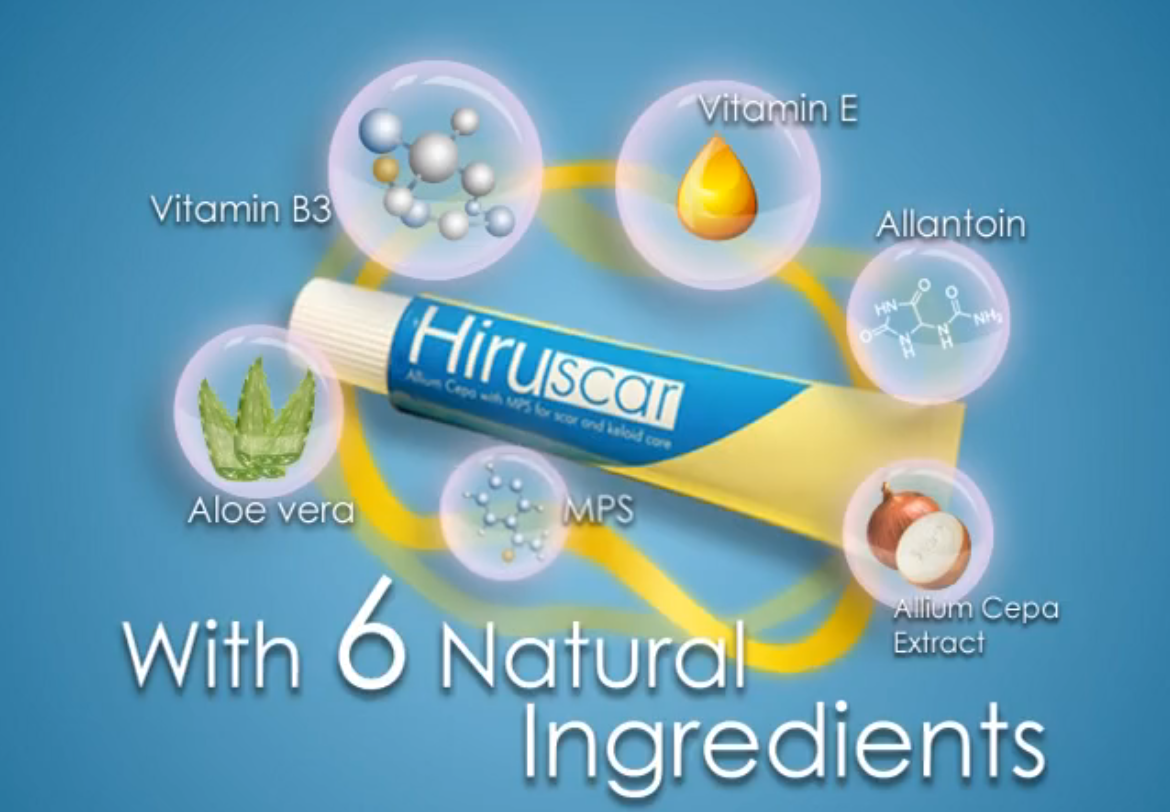 Vitamin E
Vitamin B3
Allantoin
HN
O
O
N
H
O
N
H
NH₂
Hiruscar
Allium Cepa with MPS for scar and keloid care
Aloe vera
MPS
Allium Cepa
Extract
With 6 Natural
Ingredients